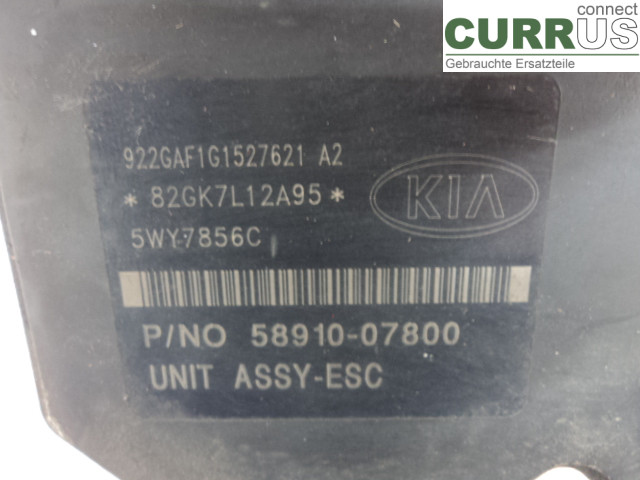 connect
CURRUS
Gebrauchte Ersatzteile
922GAF1G1527621 A2
*82GK7L12A95*
KIA
5WY7856C
P/NO 58910-07800
UNIT ASSY-ESC